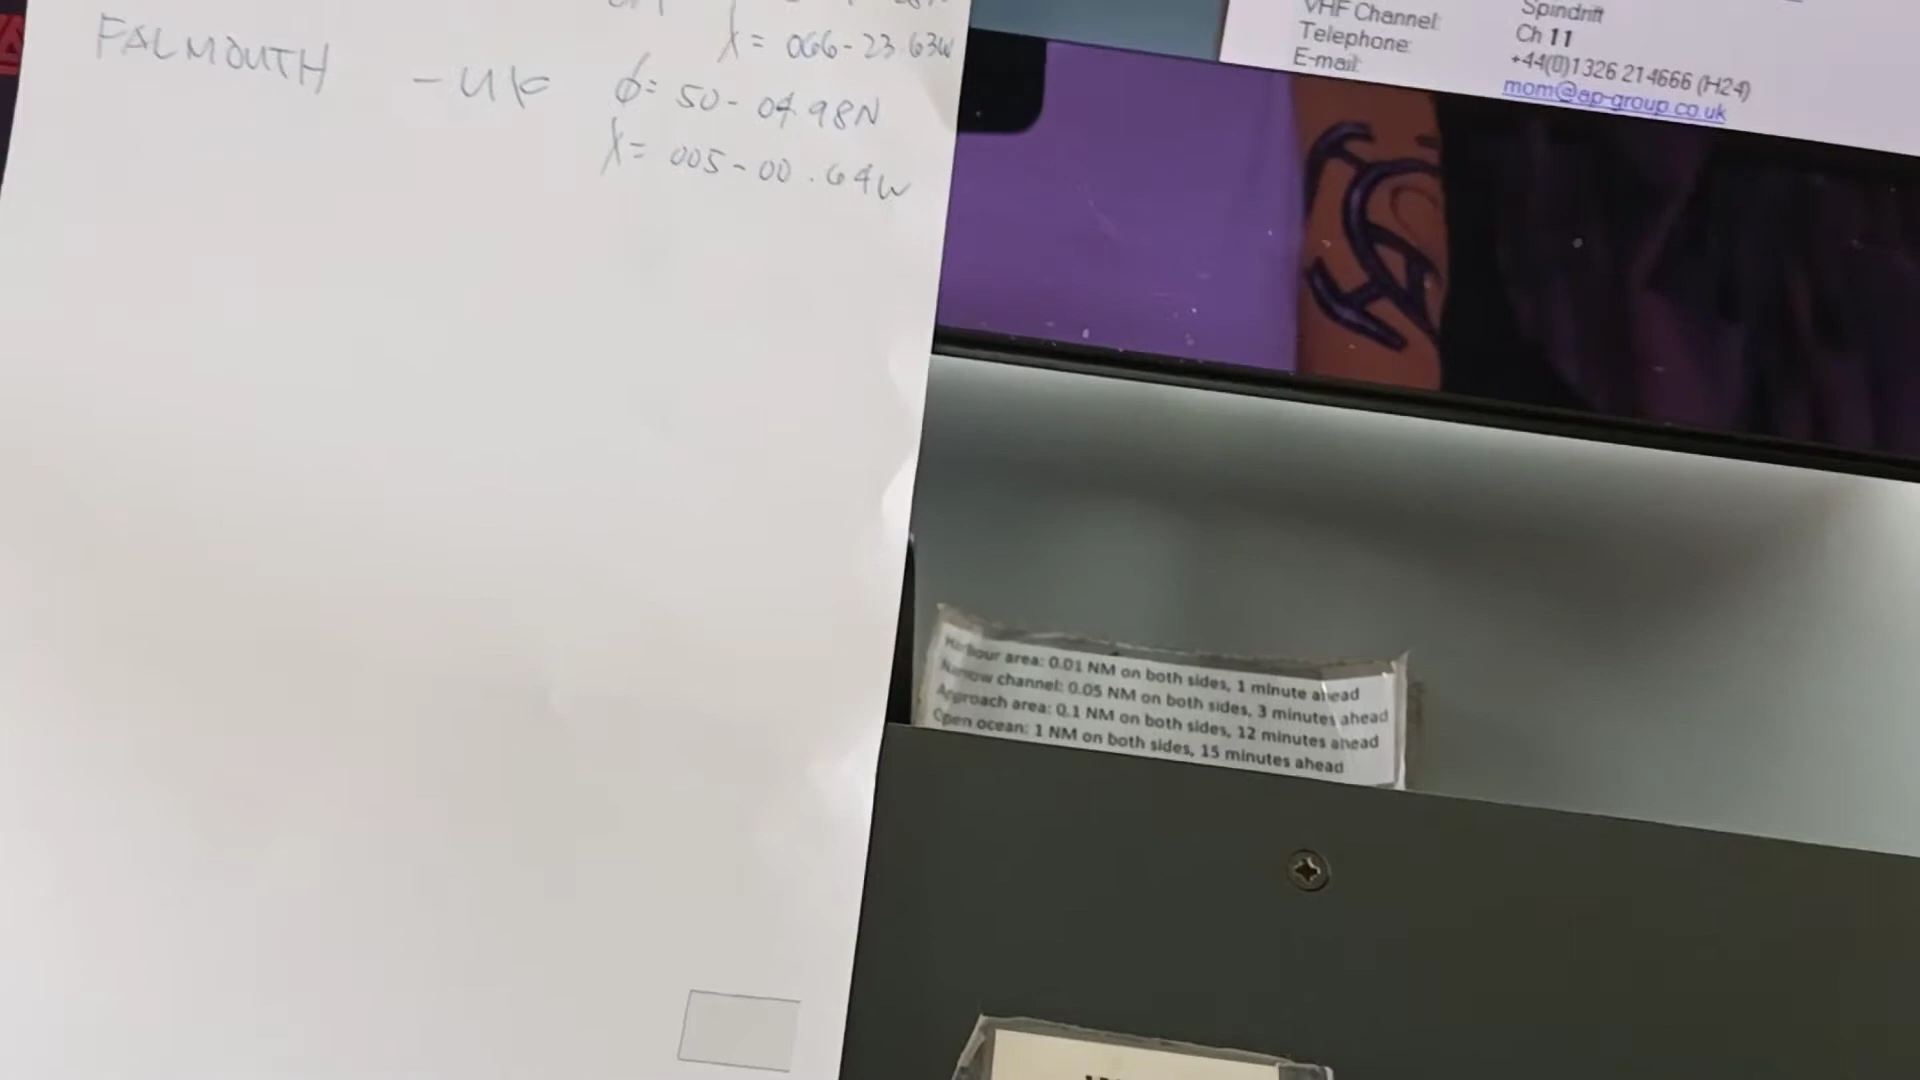 λ= 066-23.63W
FALMOUTH - UK φ= 50-04.98N
λ= 005-00.64W
Spindrift
VHF Channel: Ch 11
Telephone: +44(0)1326 214666 (H24)
E-mail: mom@ap-group.co.uk
Harbour area: 0.01 NM on both sides, 1 minute ahead
Narrow channel: 0.05 NM on both sides, 3 minutes ahead
Approach area: 0.1 NM on both sides, 12 minutes ahead
Open ocean: 1 NM on both sides, 15 minutes ahead